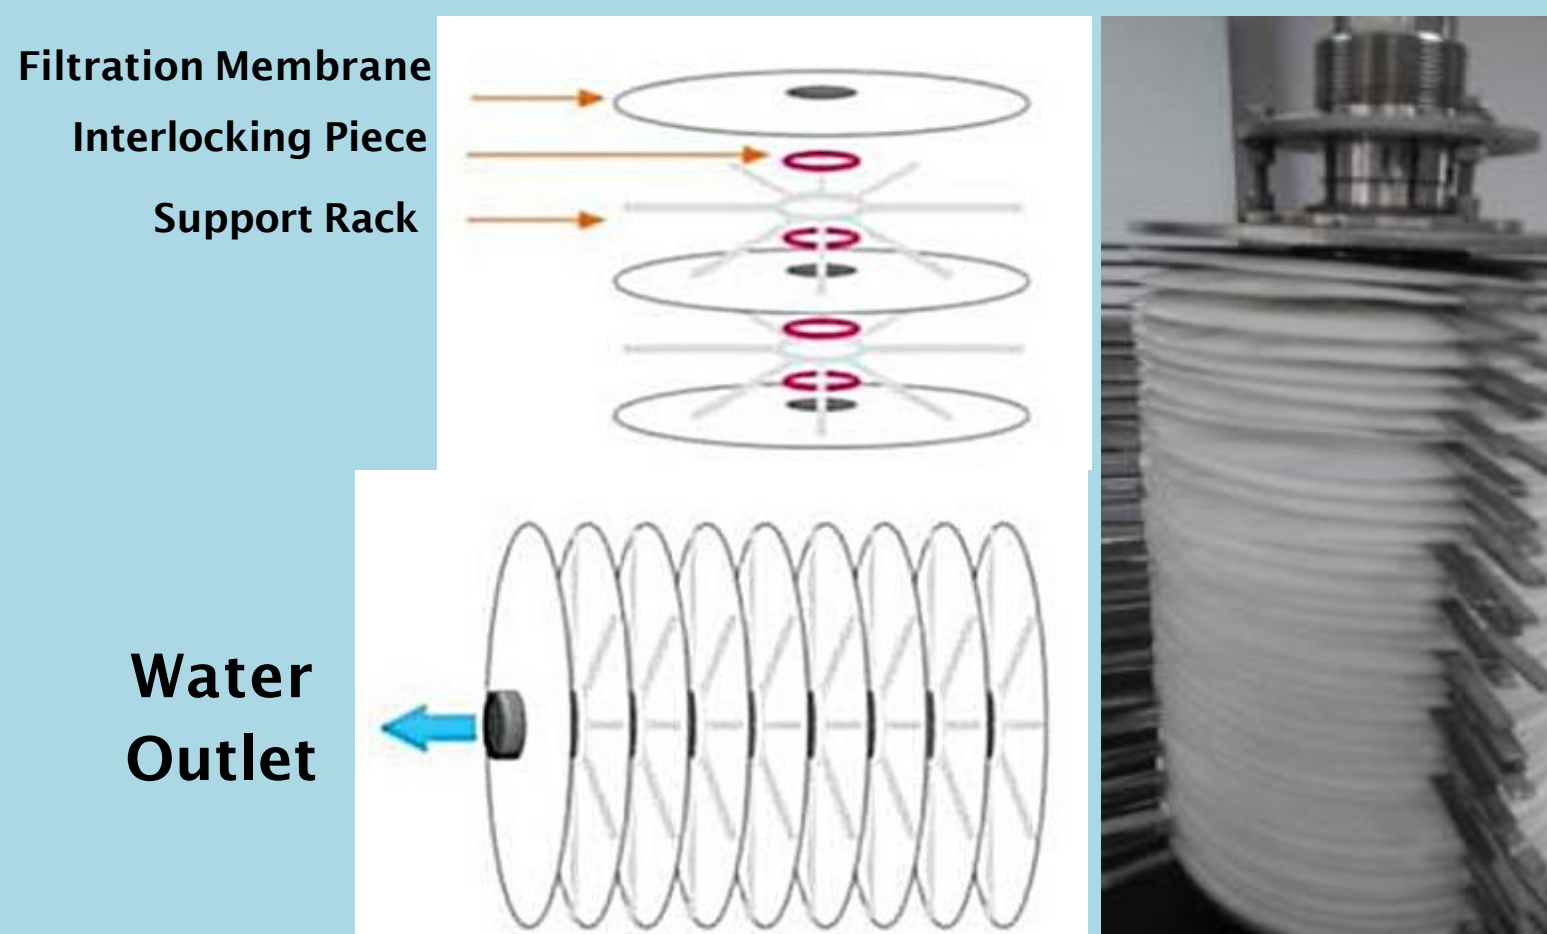 Filtration Membrane
Interlocking Piece
Support Rack
Water
Outlet